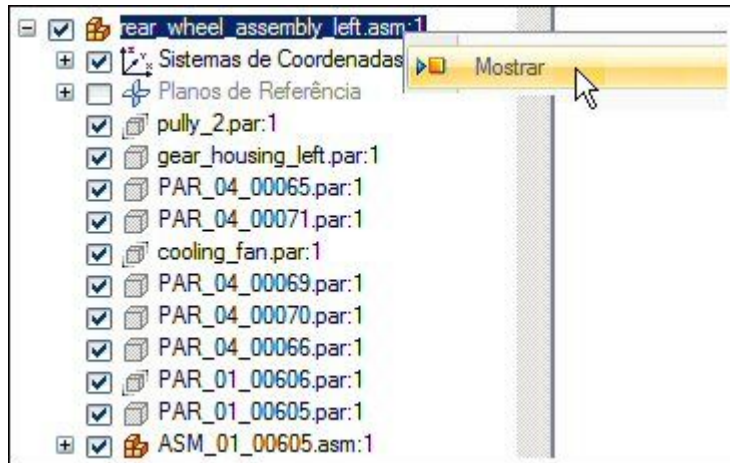 rear_wheel_assembly_left.asm:1
Sistemas de Coordenadas
Mostrar
Planos de Referência
pully_2.par:1
gear_housing_left.par:1
PAR_04_00065.par:1
PAR_04_00071.par:1
cooling_fan.par:1
PAR_04_00069.par:1
PAR_04_00070.par:1
PAR_04_00066.par:1
PAR_01_00606.par:1
PAR_01_00605.par:1
ASM_01_00605.asm:1